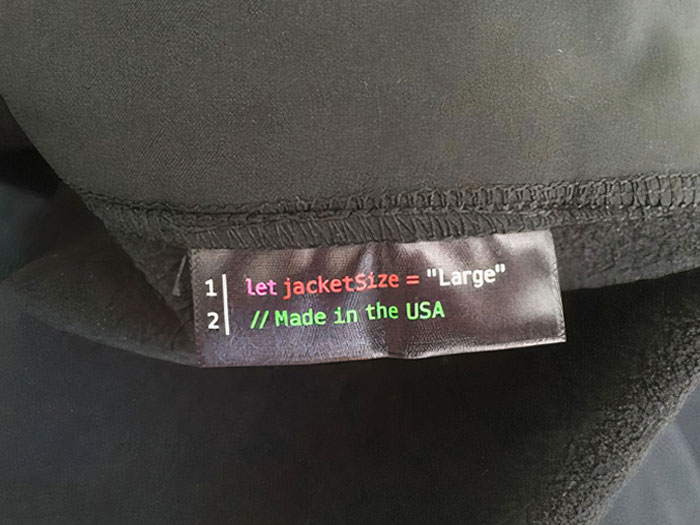 1 let jacketSize = "Large"
2 // Made in the USA